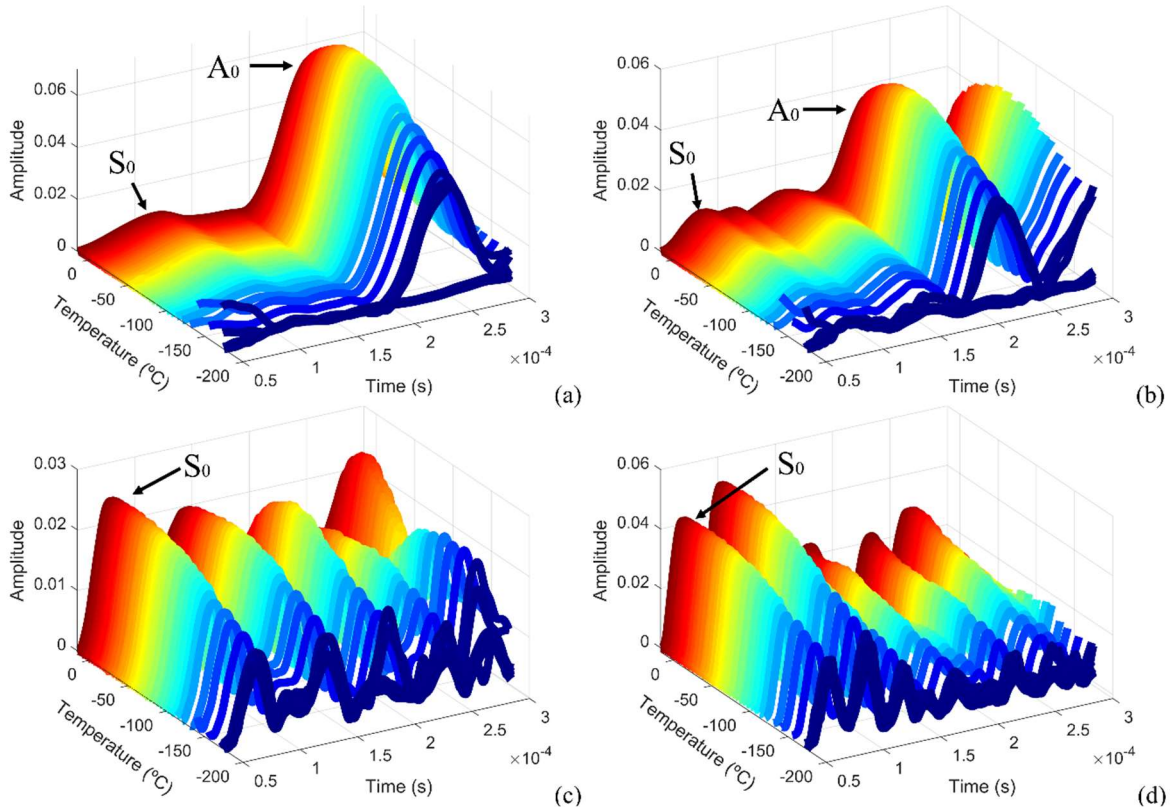 A₀
S₀
0.06
0.04
0.02
0
Amplitude
0
-50
-100
-150
-200
Temperature (ºC)
0.5
1
1.5
2
2.5
3
×10⁻⁴
Time (s)
(a)
A₀
S₀
0.06
0.04
0.02
0
Amplitude
0
-50
-100
-150
-200
Temperature (ºC)
0.5
1
1.5
2
2.5
3
×10⁻⁴
Time (s)
(b)
S₀
0.03
0.02
0.01
0
Amplitude
0
-50
-100
-150
-200
Temperature (ºC)
0.5
1
1.5
2
2.5
3
×10⁻⁴
Time (s)
(c)
S₀
0.06
0.04
0.02
0
Amplitude
0
-50
-100
-150
-200
Temperature (ºC)
0.5
1
1.5
2
2.5
3
×10⁻⁴
Time (s)
(d)